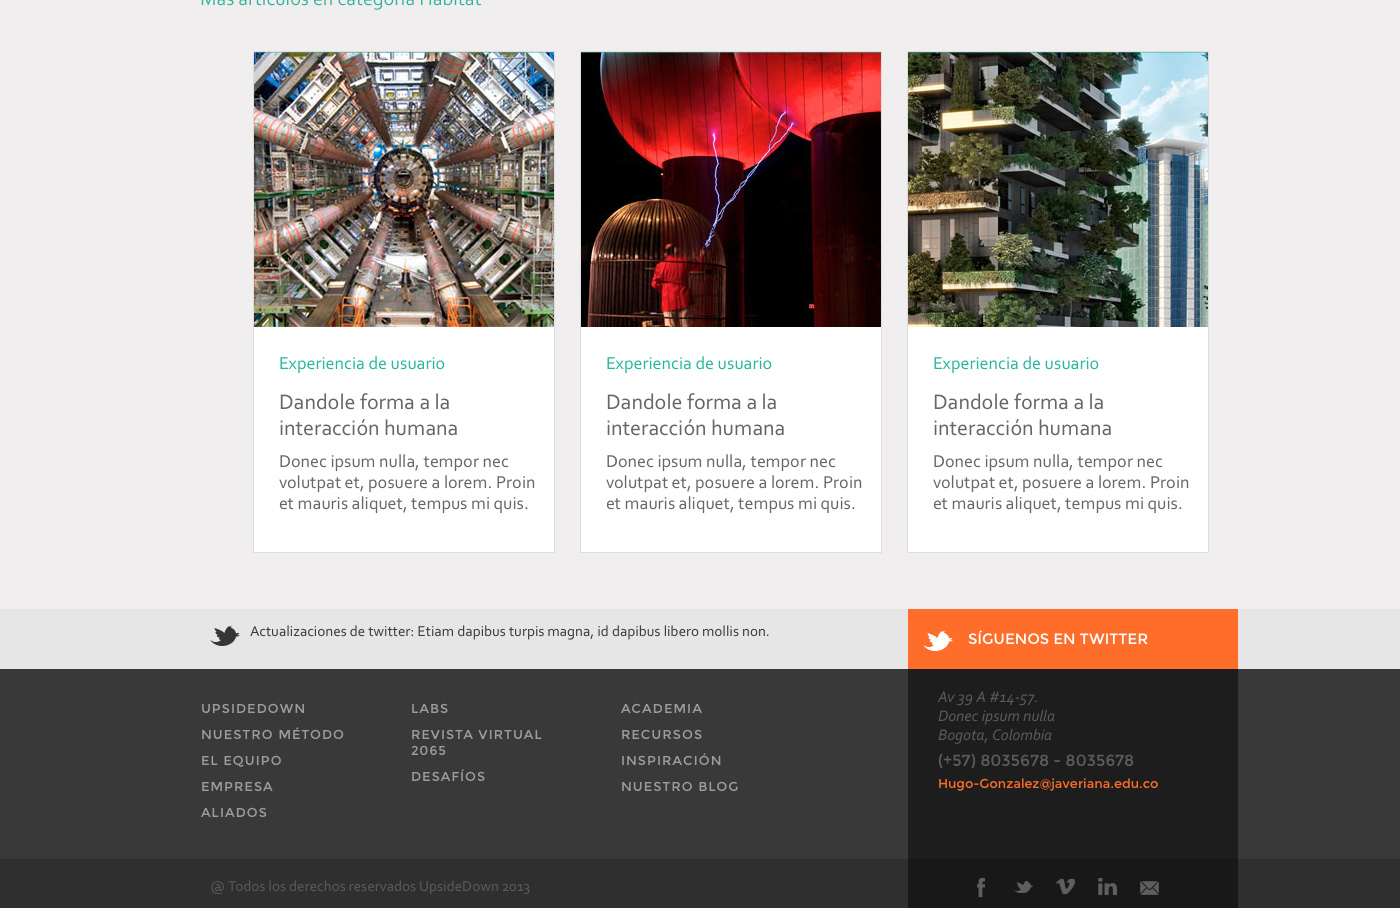 Más artículos en categoría Hábitat
Experiencia de usuario
Dandole forma a la
interacción humana
Donec ipsum nulla, tempor nec
volutpat et, posuere a lorem. Proin
et mauris aliquet, tempus mi quis.
Experiencia de usuario
Dandole forma a la
interacción humana
Donec ipsum nulla, tempor nec
volutpat et, posuere a lorem. Proin
et mauris aliquet, tempus mi quis.
Experiencia de usuario
Dandole forma a la
interacción humana
Donec ipsum nulla, tempor nec
volutpat et, posuere a lorem. Proin
et mauris aliquet, tempus mi quis.
Actualizaciones de twitter: Etiam dapibus turpis magna, id dapibus libero mollis non.
SÍGUENOS EN TWITTER
UPSIDEDOWN
NUESTRO MÉTODO
EL EQUIPO
EMPRESA
ALIADOS
LABS
REVISTA VIRTUAL
2065
DESAFÍOS
ACADEMIA
RECURSOS
INSPIRACIÓN
NUESTRO BLOG
Av 39 A #14-57.
Donec ipsum nulla
Bogota, Colombia
(+57) 8035678 - 8035678
Hugo-Gonzalez@javeriana.edu.co
@ Todos los derechos reservados UpsideDown 2013